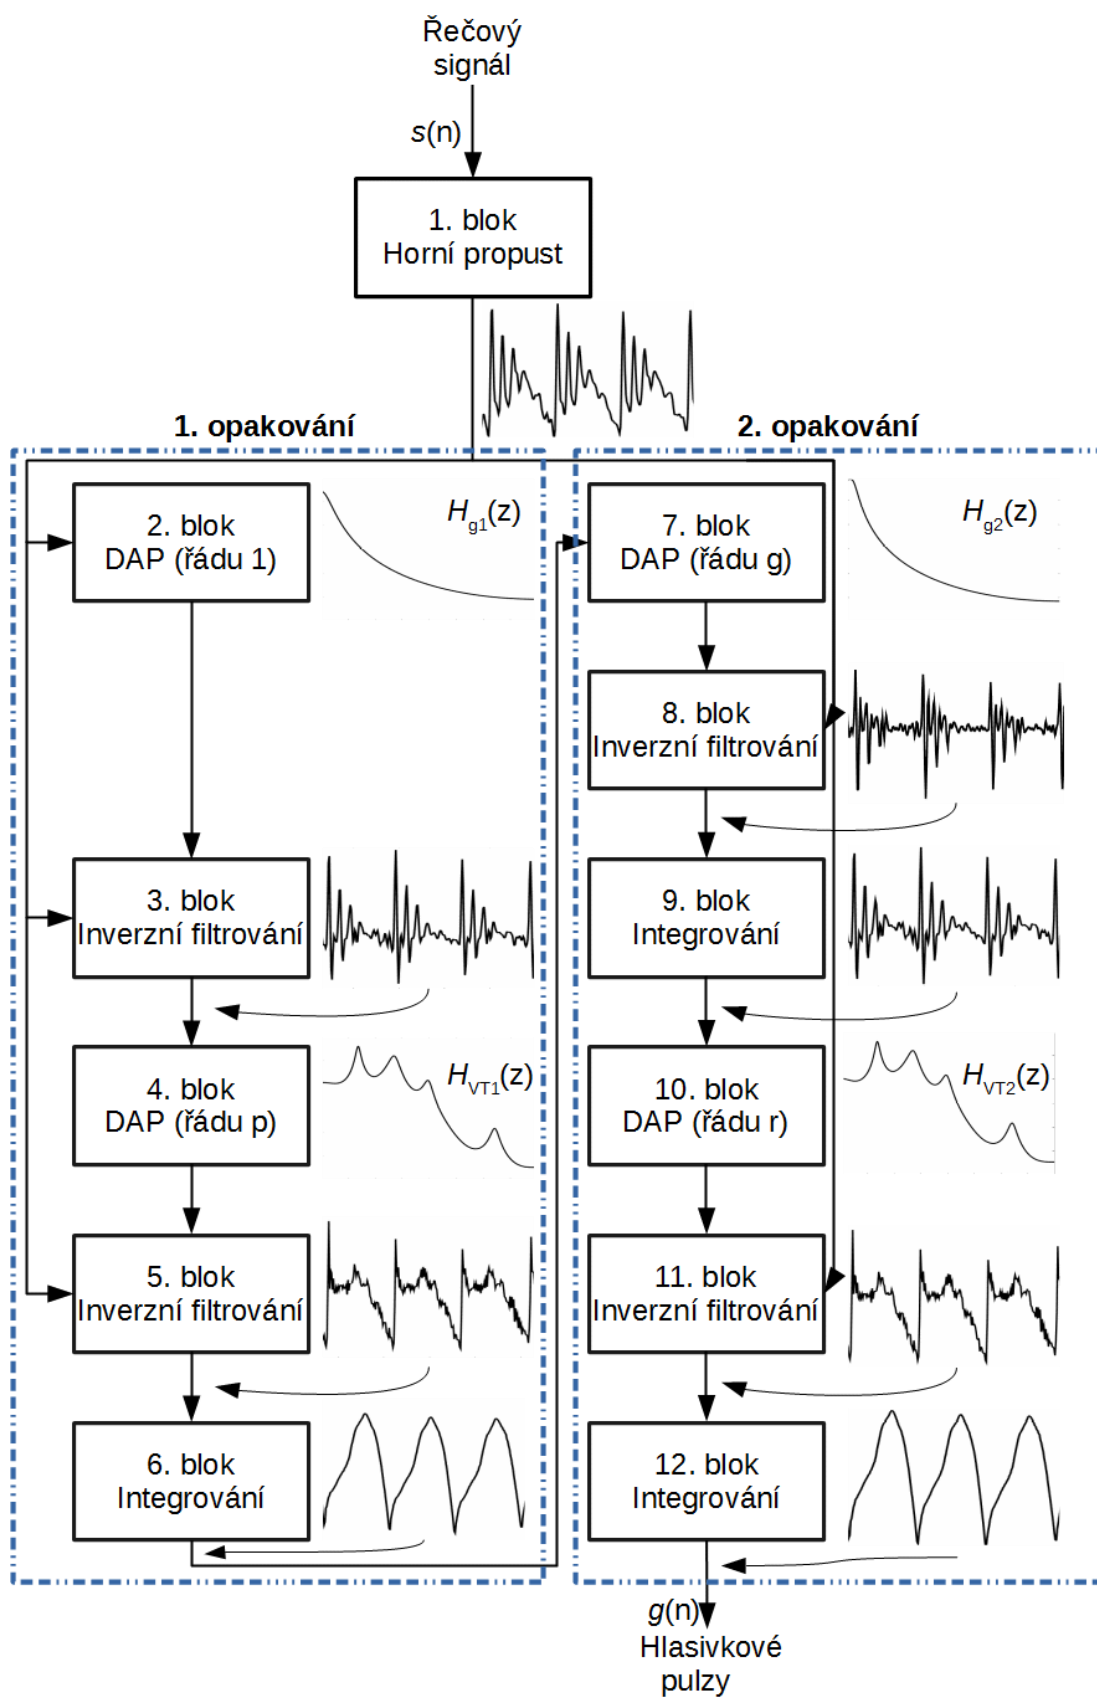 Řečový
signál
s(n)
1. blok
Horní propust
1. opakování
2. blok
DAP (řádu 1)
Hg1(z)
3. blok
Inverzní filtrování
4. blok
DAP (řádu p)
HVT1(z)
5. blok
Inverzní filtrování
6. blok
Integrování
2. opakování
7. blok
DAP (řádu g)
Hg2(z)
8. blok
Inverzní filtrování
9. blok
Integrování
10. blok
DAP (řádu r)
HVT2(z)
11. blok
Inverzní filtrování
12. blok
Integrování
g(n)
Hlasivkové
pulzy